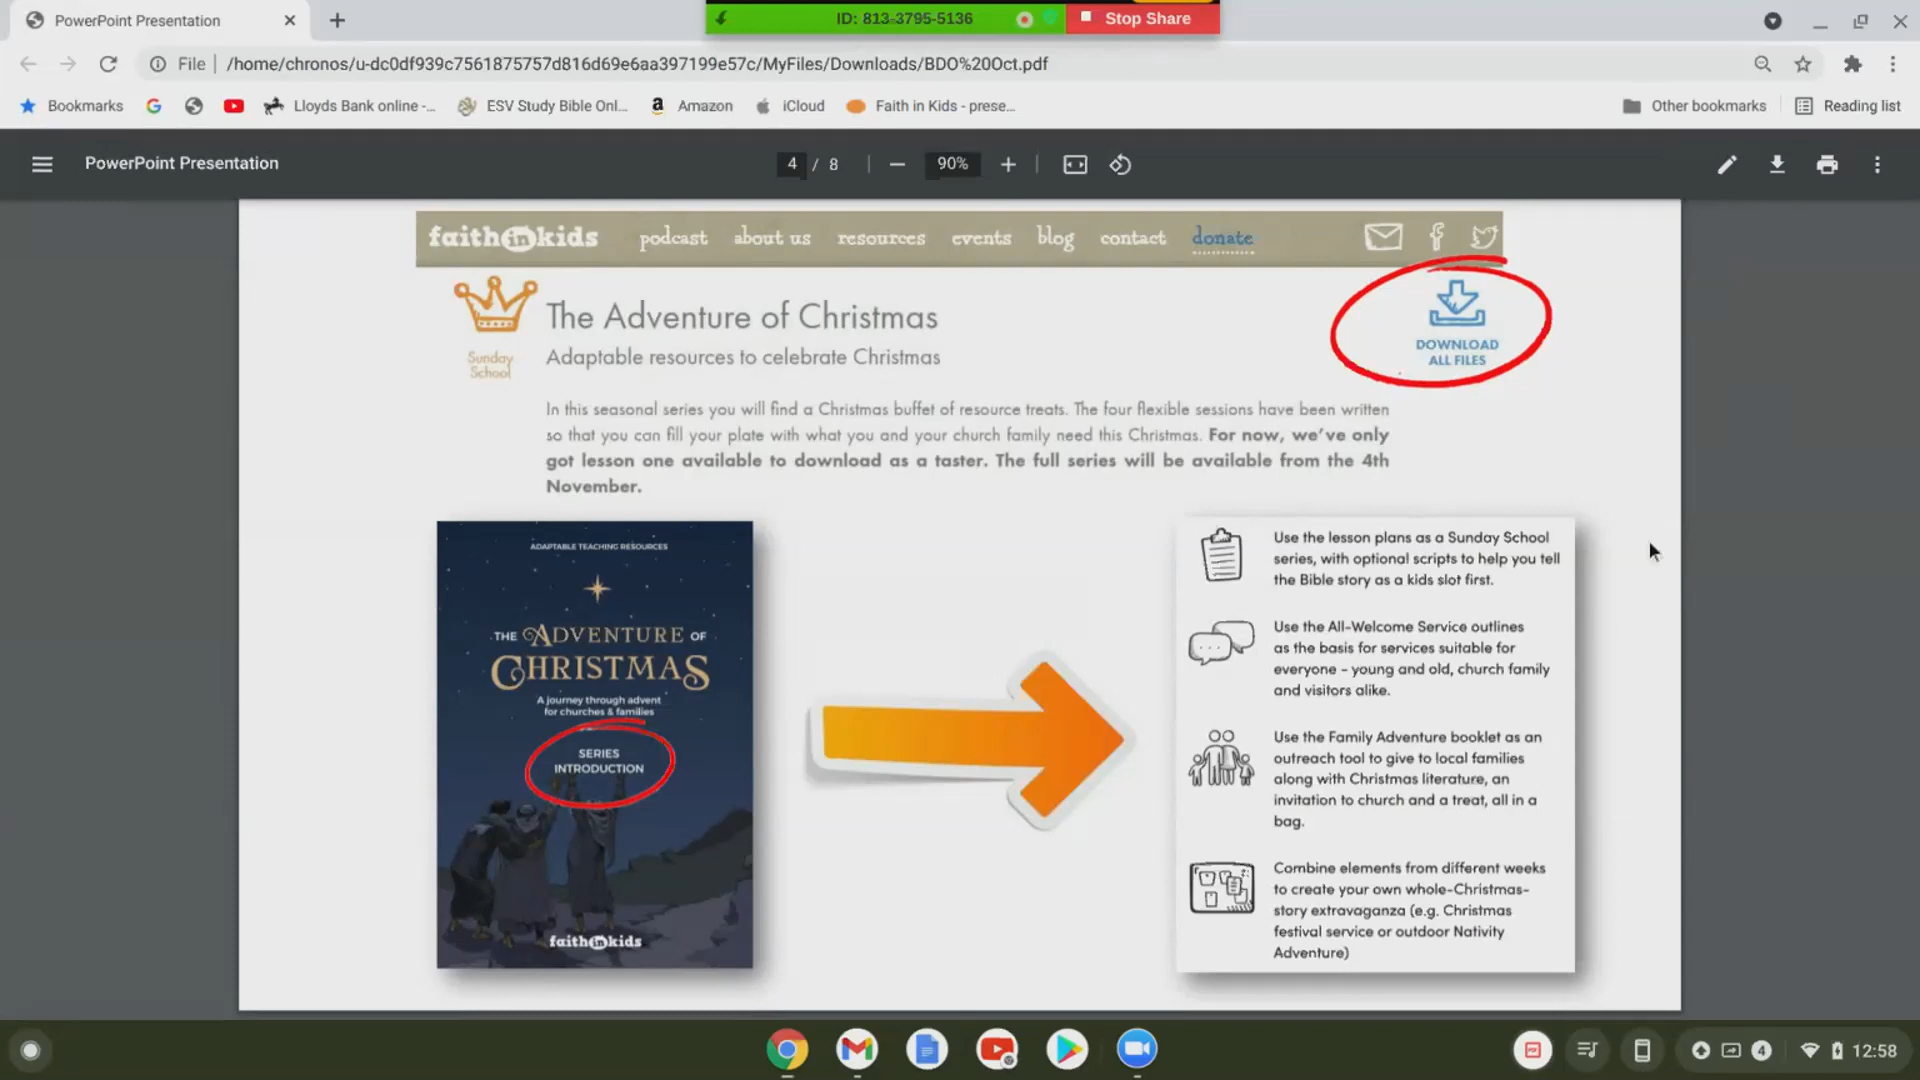 PowerPoint Presentation
ID: 813-3795-5136
Stop Share
File
/home/chronos/u-dc0df939c7561875757d816d69e6aa397199e57c/MyFiles/Downloads/BDO%20Oct.pdf
Bookmarks
Lloyds Bank online -...
ESV Study Bible Onl...
Amazon
iCloud
Faith in Kids - prese...
Other bookmarks
Reading list
PowerPoint Presentation
4 / 8
90%
faith in kids podcast about us resources events blog contact donate
Sunday
School
The Adventure of Christmas
Adaptable resources to celebrate Christmas
DOWNLOAD
ALL FILES
In this seasonal series you will find a Christmas buffet of resource treats. The four flexible sessions have been written
so that you can fill your plate with what you and your church family need this Christmas. For now, we've only
got lesson one available to download as a taster. The full series will be available from the 4th
November.
ADAPTABLE TEACHING RESOURCES
THE ADVENTURE OF
CHRISTMAS
A journey through advent
for churches & families
SERIES
INTRODUCTION
faith in kids
Use the lesson plans as a Sunday School
series, with optional scripts to help you tell
the Bible story as a kids slot first.
Use the All-Welcome Service outlines
as the basis for services suitable for
everyone - young and old, church family
and visitors alike.
Use the Family Adventure booklet as an
outreach tool to give to local families
along with Christmas literature, an
invitation to church and a treat, all in a
bag.
Combine elements from different weeks
to create your own whole-Christmas-
story extravaganza (e.g. Christmas
festival service or outdoor Nativity
Adventure)
4
12:58